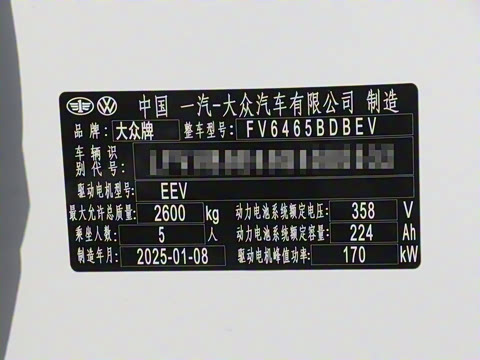 中国 一汽-大众汽车有限公司 制造
品 牌: 大众牌 整车型号: FV6465BDBEV
车 辆 识
别 代 号:
驱动电机型号: EEV
最大允许总质量: 2600 kg 动力电池系统额定电压: 358 V
乘坐人数: 5 人 动力电池系统额定容量: 224 Ah
制造年月: 2025-01-08 驱动电机峰值功率: 170 kW